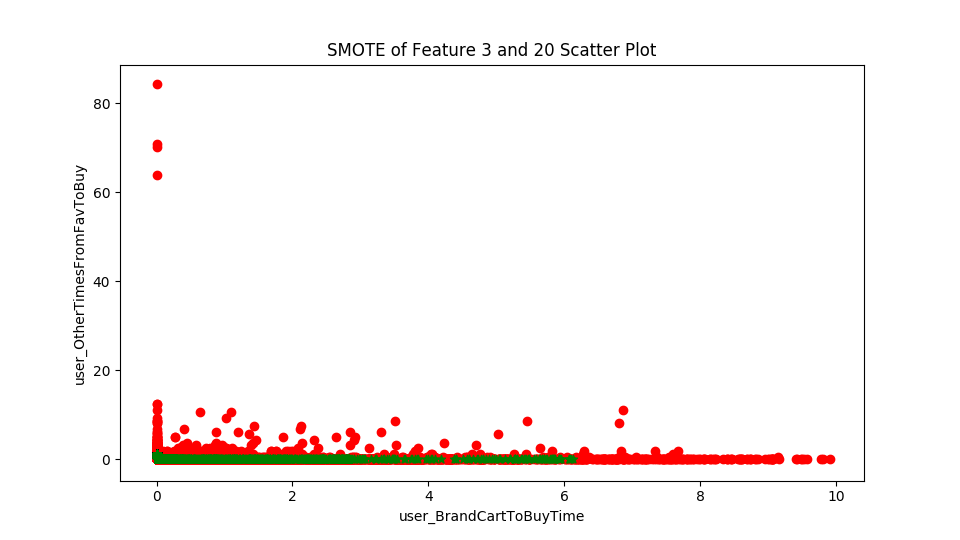 SMOTE of Feature 3 and 20 Scatter Plot
80
60
40
20
0
user_OtherTimesFromFavToBuy
0 2 4 6 8 10
user_BrandCartToBuyTime